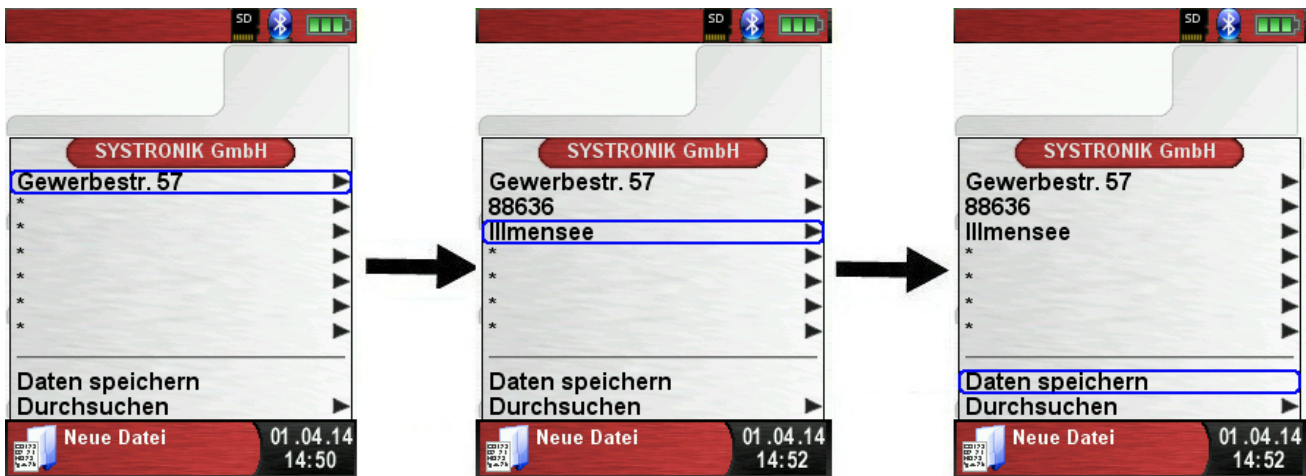 SD
SYSTRONIK GmbH
Gewerbestr. 57
*
*
*
*
*
*
Daten speichern
Durchsuchen
Neue Datei
01.04.14
14:50
SD
SYSTRONIK GmbH
Gewerbestr. 57
88636
Illmensee
*
*
*
*
Daten speichern
Durchsuchen
Neue Datei
01.04.14
14:52
SD
SYSTRONIK GmbH
Gewerbestr. 57
88636
Illmensee
*
*
*
*
Daten speichern
Durchsuchen
Neue Datei
01.04.14
14:52